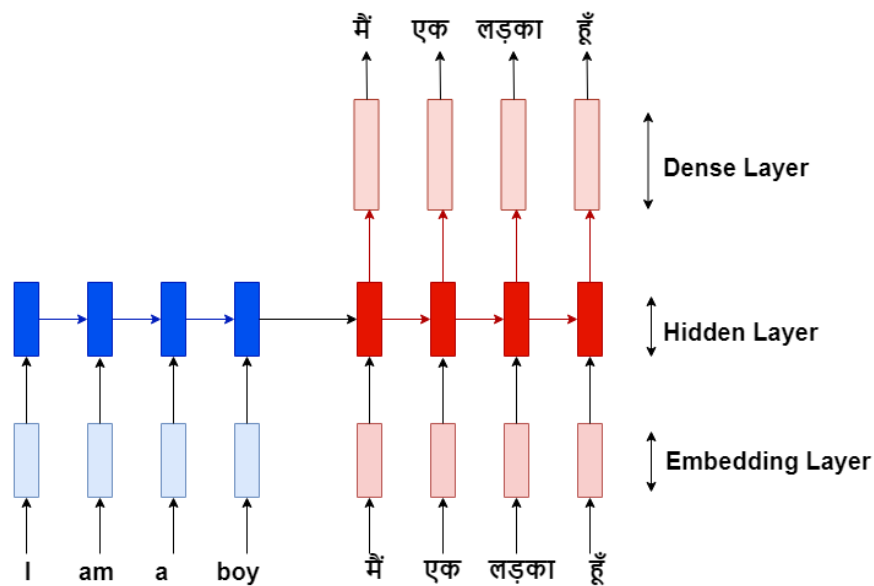 मैं एक लड़का हूँ
Dense Layer
Hidden Layer
Embedding Layer
I am a boy मैं एक लड़का हूँ